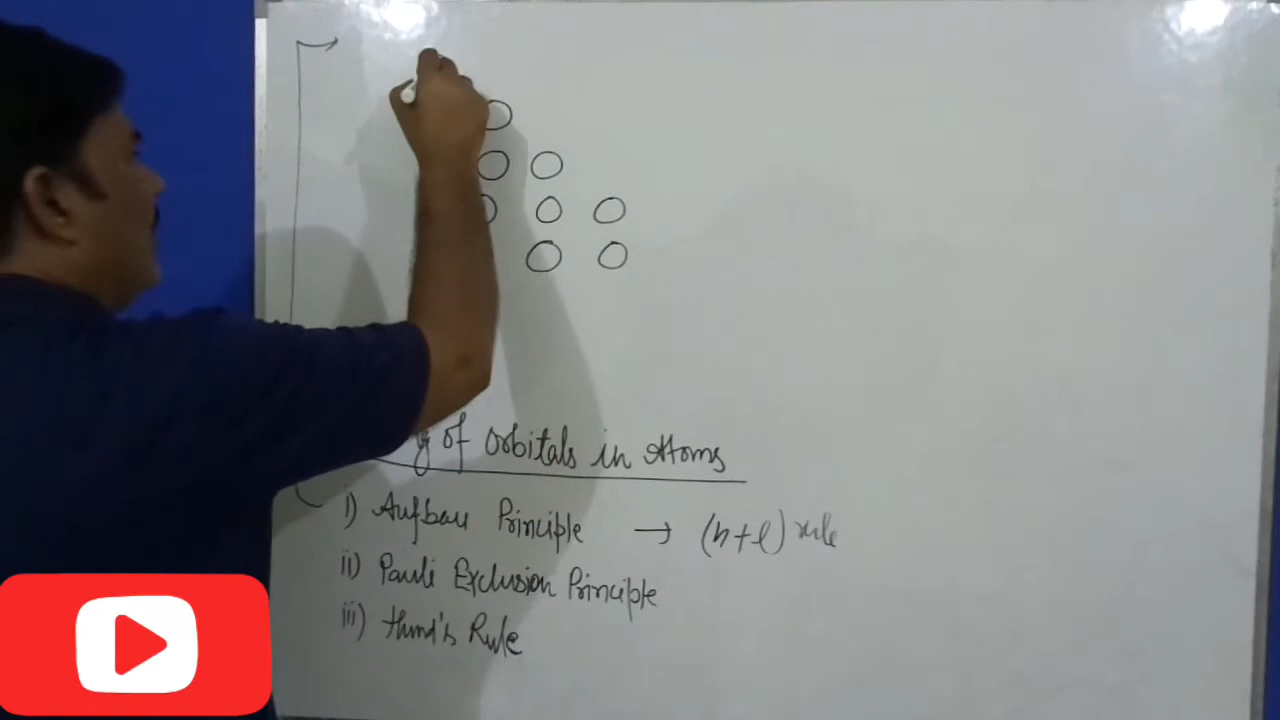 of Orbitals in Atoms
i) Aufbau Principle → (n+l) rule
ii) Pauli Exclusion Principle
iii) Hund's Rule